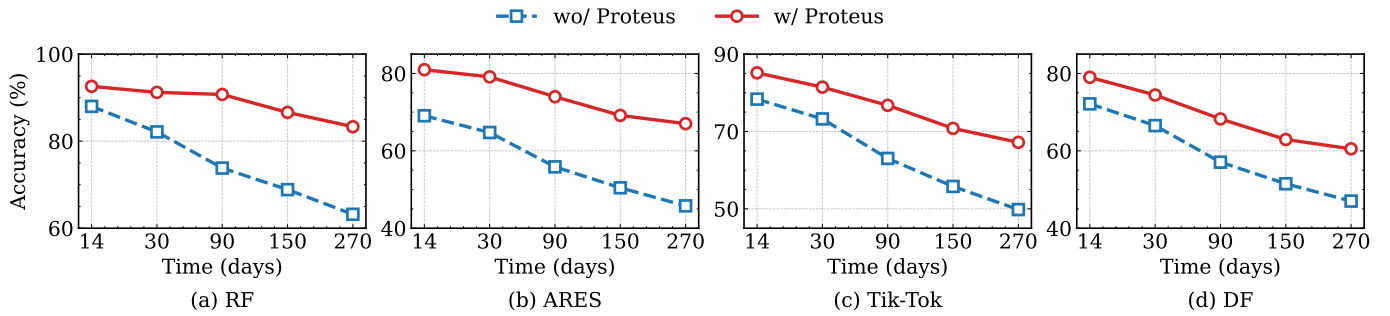 wo/ Proteus w/ Proteus
Accuracy (%)
100
80
60
14 30 90 150 270
Time (days)
(a) RF
80
60
40
14 30 90 150 270
Time (days)
(b) ARES
90
70
50
14 30 90 150 270
Time (days)
(c) Tik-Tok
80
60
40
14 30 90 150 270
Time (days)
(d) DF